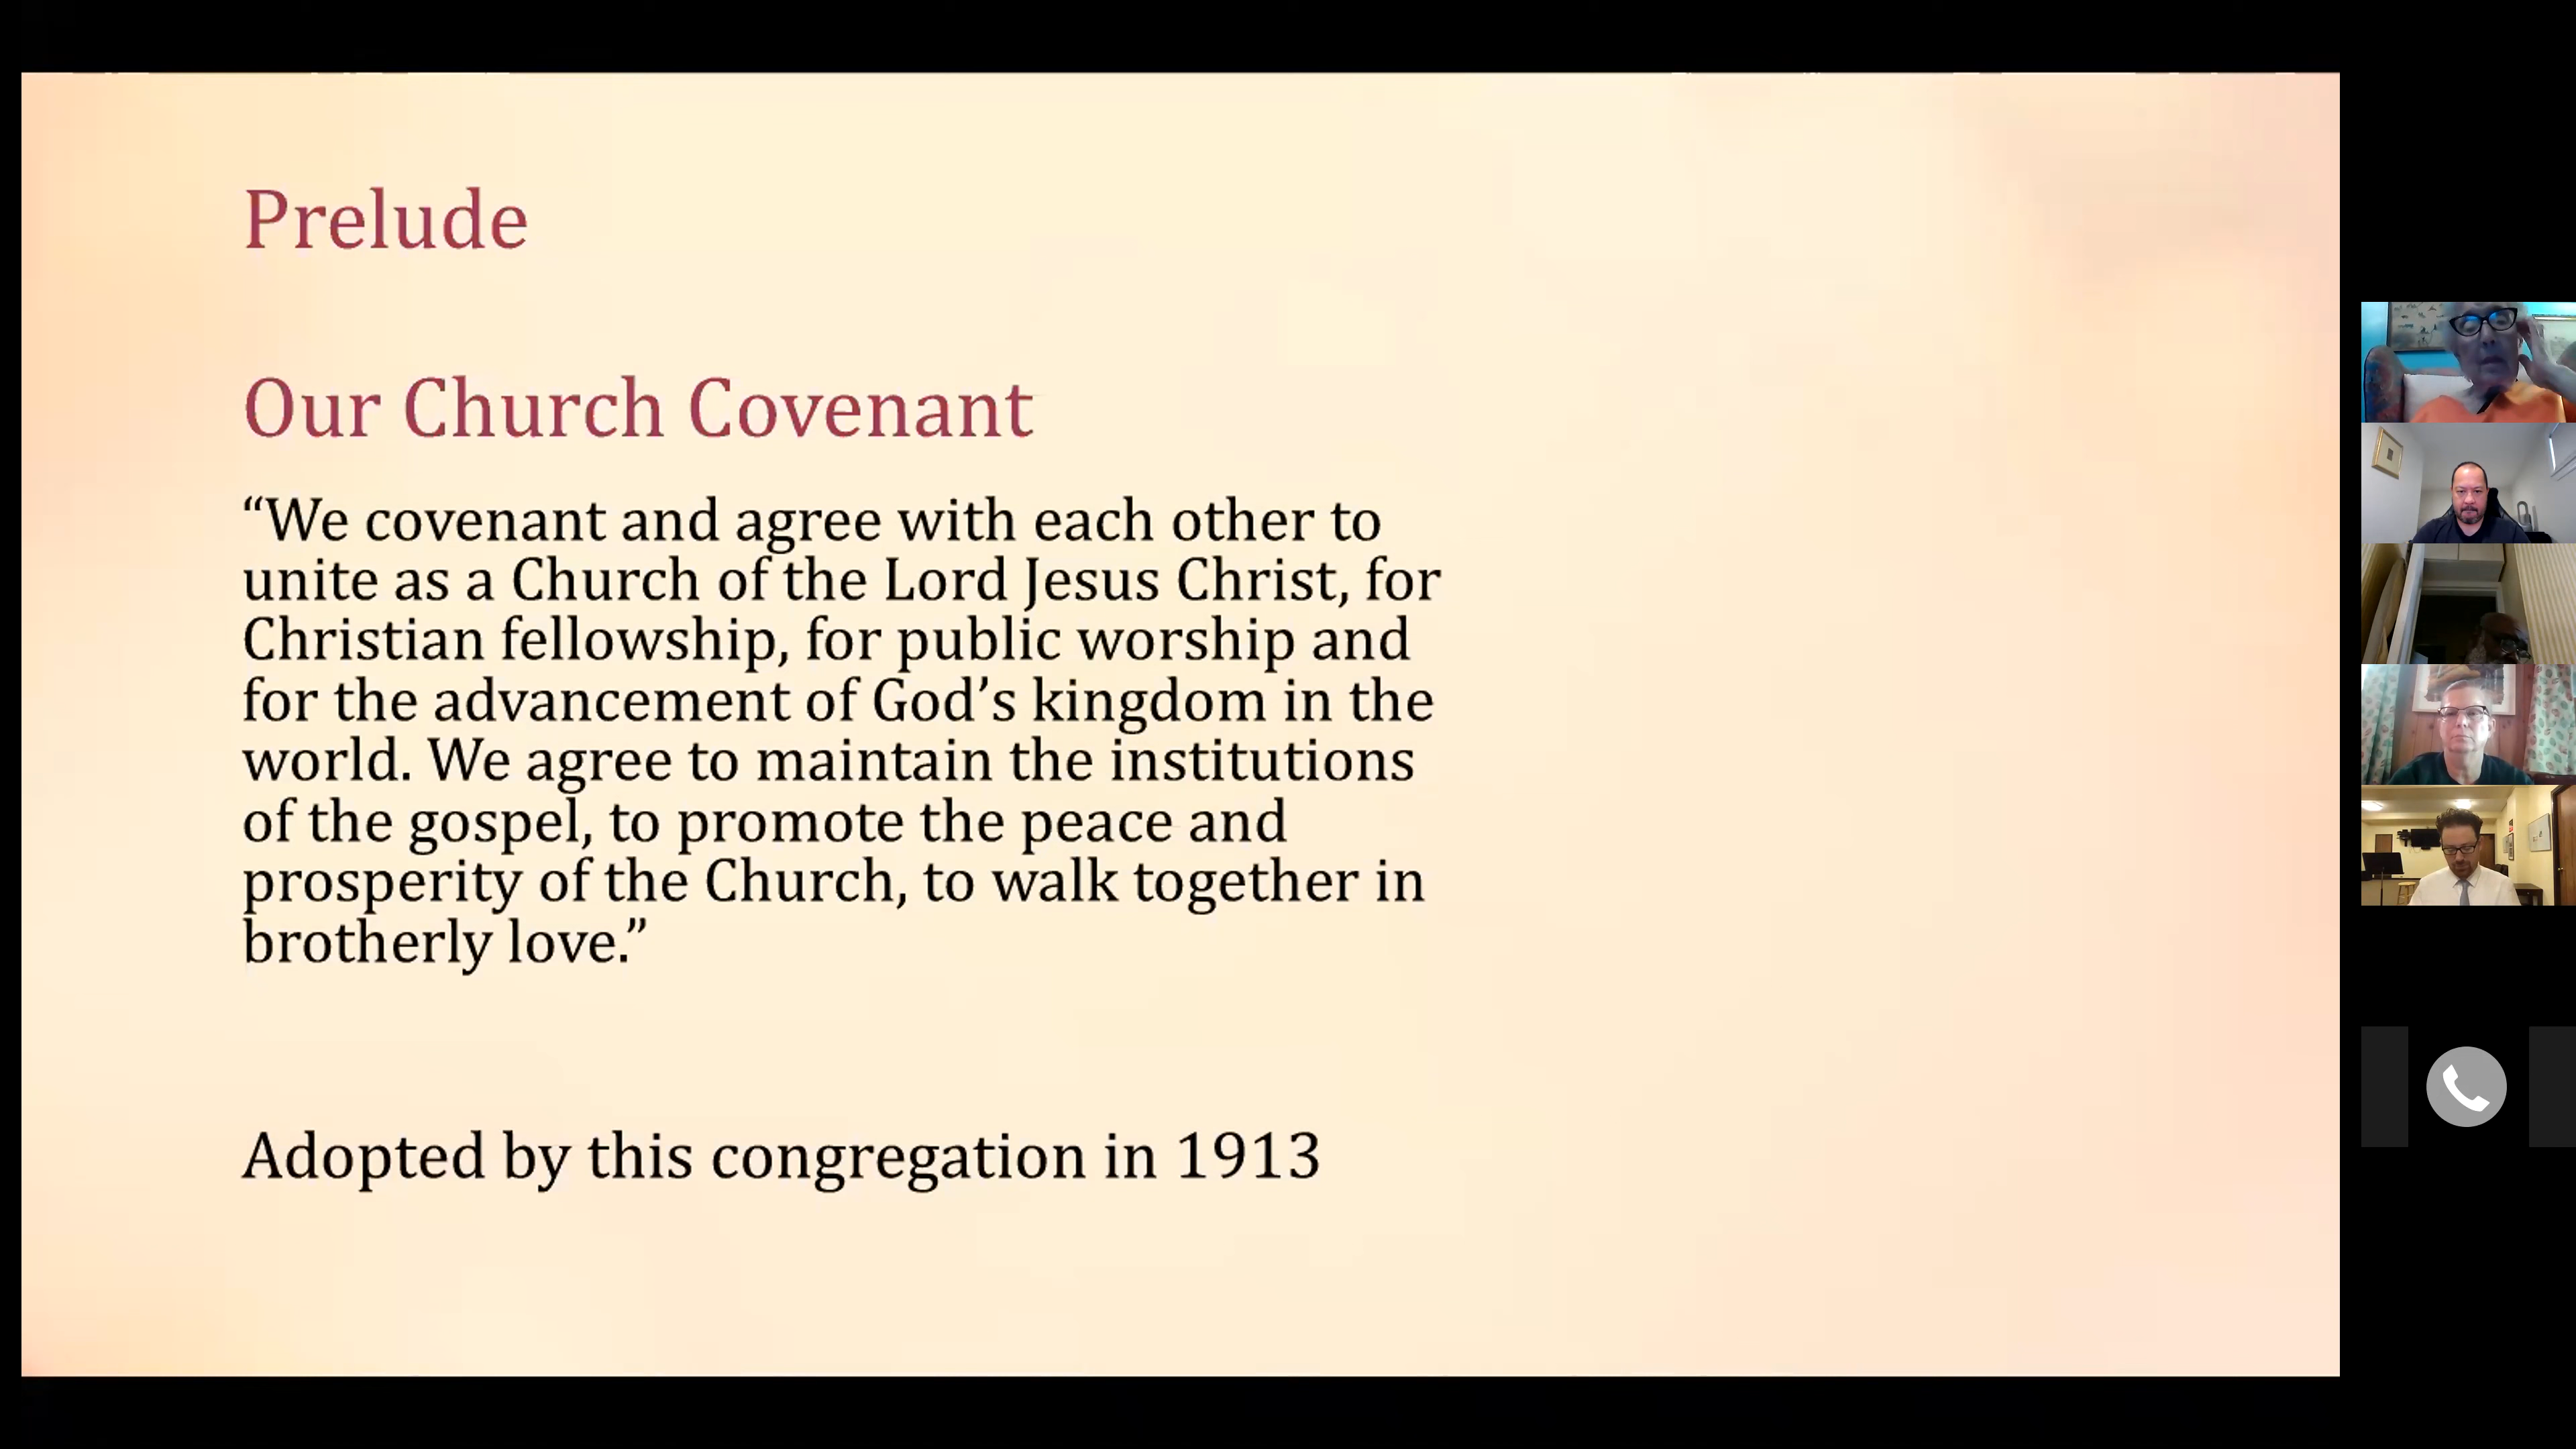 Prelude
Our Church Covenant
“We covenant and agree with each other to
unite as a Church of the Lord Jesus Christ, for
Christian fellowship, for public worship and
for the advancement of God’s kingdom in the
world. We agree to maintain the institutions
of the gospel, to promote the peace and
prosperity of the Church, to walk together in
brotherly love.”
Adopted by this congregation in 1913